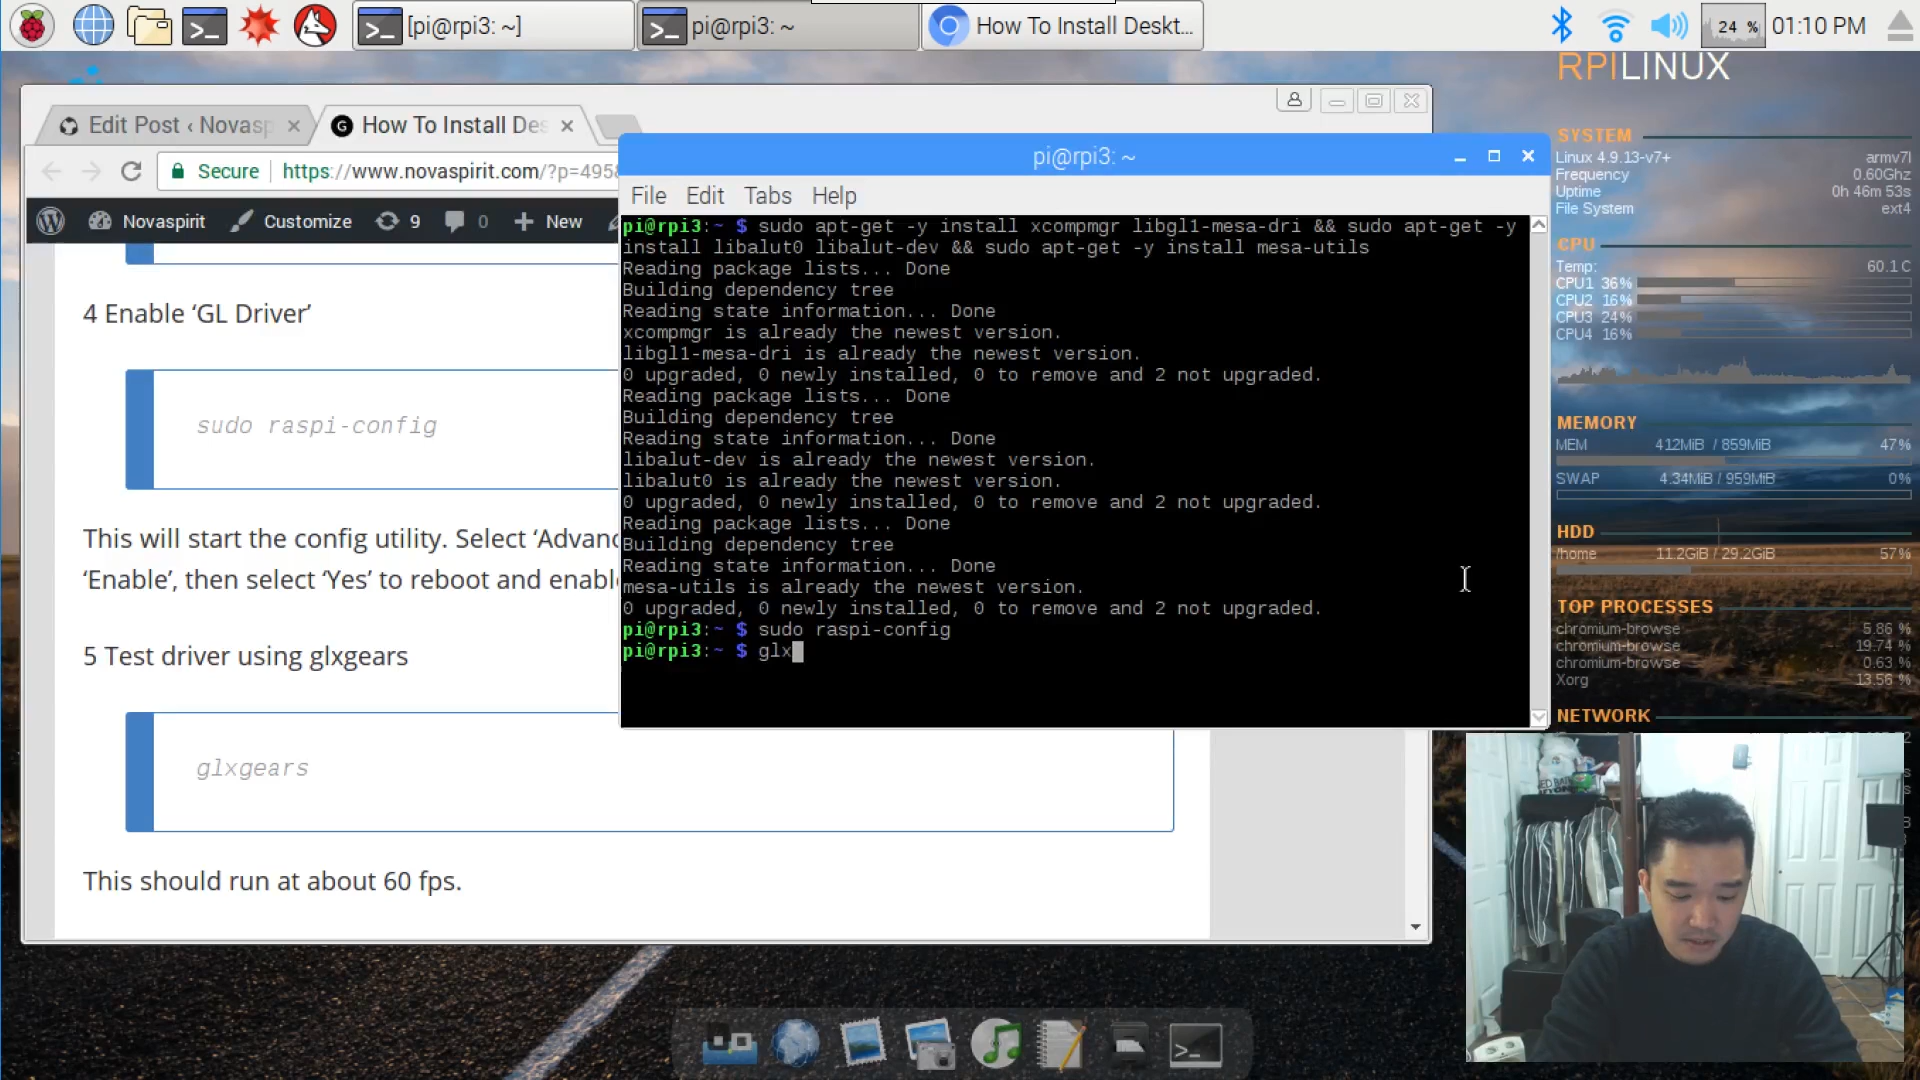 [pi@rpi3: ~]
pi@rpi3: ~
How To Install Deskt...
24 %
01:10 PM
RPILINUX
Edit Post ‹ Novasp
How To Install Des
Secure
https://www.novaspirit.com/?p=495
Novaspirit
Customize
9
0
New
4 Enable ‘GL Driver’
sudo raspi-config
This will start the config utility. Select ‘Advanc
‘Enable’, then select ‘Yes’ to reboot and enabl
5 Test driver using glxgears
glxgears
This should run at about 60 fps.
pi@rpi3: ~
File Edit Tabs Help
pi@rpi3:~ $ sudo apt-get -y install xcompmgr libgl1-mesa-dri && sudo apt-get -y
install libalut0 libalut-dev && sudo apt-get -y install mesa-utils
Reading package lists... Done
Building dependency tree
Reading state information... Done
xcompmgr is already the newest version.
libgl1-mesa-dri is already the newest version.
0 upgraded, 0 newly installed, 0 to remove and 2 not upgraded.
Reading package lists... Done
Building dependency tree
Reading state information... Done
libalut-dev is already the newest version.
libalut0 is already the newest version.
0 upgraded, 0 newly installed, 0 to remove and 2 not upgraded.
Reading package lists... Done
Building dependency tree
Reading state information... Done
mesa-utils is already the newest version.
0 upgraded, 0 newly installed, 0 to remove and 2 not upgraded.
pi@rpi3:~ $ sudo raspi-config
pi@rpi3:~ $ glx
SYSTEM
Linux 4.9.13-v7+ armv7l
Frequency 0.60Ghz
Uptime 0h 46m 53s
File System ext4
CPU
Temp: 60.1 C
CPU1 36%
CPU2 16%
CPU3 24%
CPU4 16%
MEMORY
MEM 412MiB / 859MiB 47%
SWAP 4.34MiB / 959MiB 0%
HDD
/home 11.2GiB / 29.2GiB 57%
TOP PROCESSES
chromium-browse 5.86 %
chromium-browse 19.74 %
chromium-browse 0.63 %
Xorg 13.56 %
NETWORK